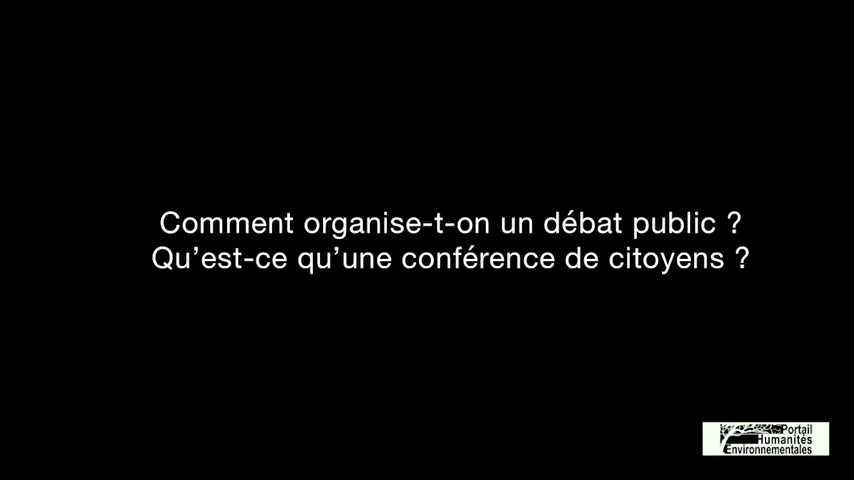 Comment organise-t-on un débat public ?
Qu’est-ce qu’une conférence de citoyens ?
Portail
Humanités
Environnementales